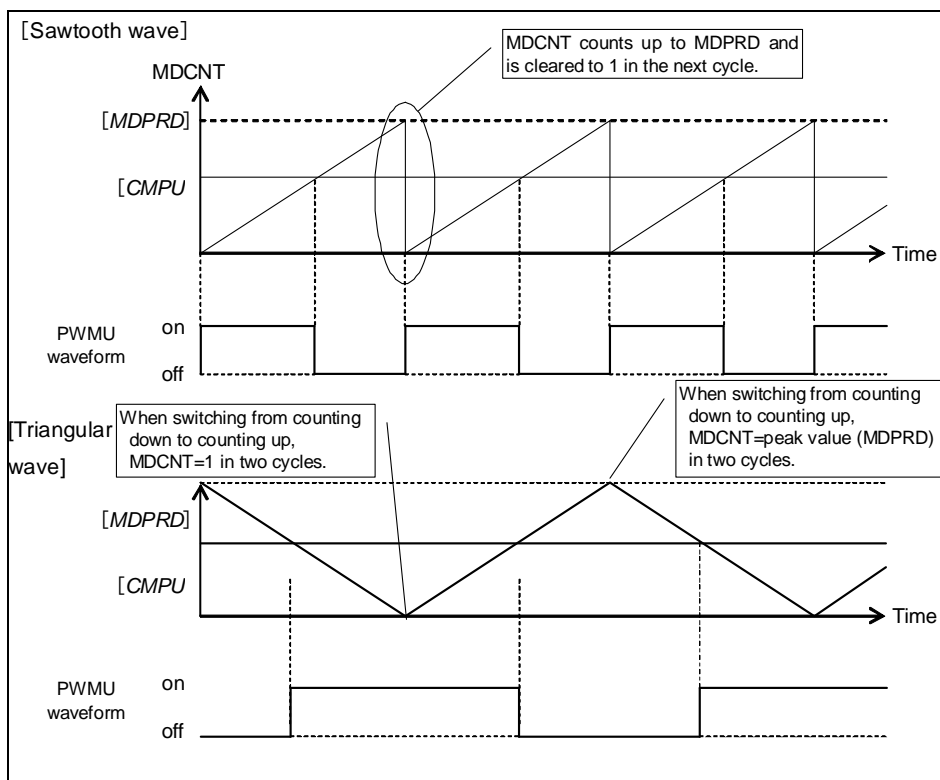 [Sawtooth wave]
MDCNT counts up to MDPRD and
is cleared to 1 in the next cycle.
MDCNT
[MDPRD]
[CMPU
Time
PWMU
waveform
on
off
[Triangular
wave]
When switching from counting
down to counting up,
MDCNT=1 in two cycles.
When switching from counting
down to counting up,
MDCNT=peak value (MDPRD)
in two cycles.
[MDPRD]
[CMPU
Time
PWMU
waveform
on
off